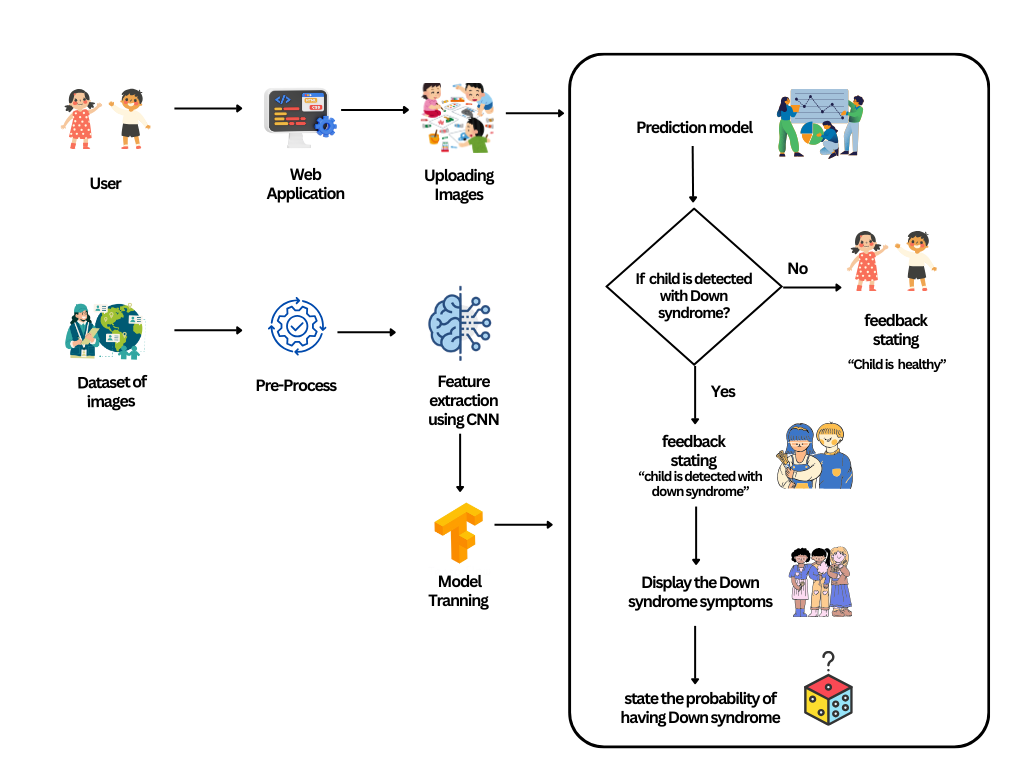 User
Web
Application
Uploading
Images
Dataset of
images
Pre-Process
Feature
extraction
using CNN
Model
Tranning
Prediction model
If child is detected
with Down
syndrome?
No
feedback
stating
“Child is healthy”
Yes
feedback
stating
“child is detected with
down syndrome”
Display the Down
syndrome symptoms
?
state the probability of
having Down syndrome